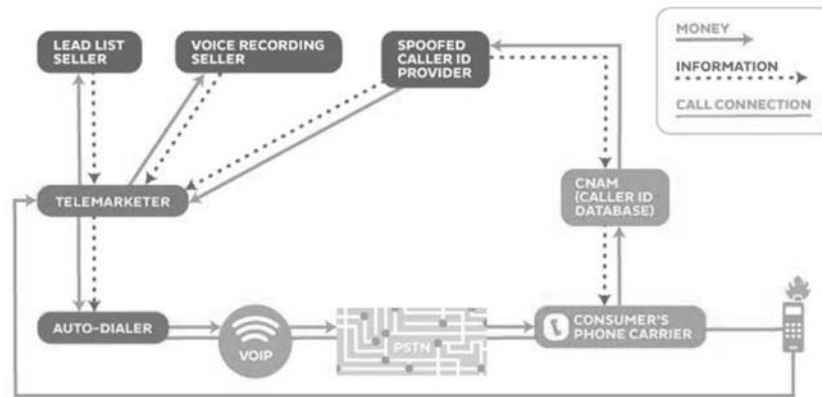 LEAD LIST
SELLER
VOICE RECORDING
SELLER
SPOOFED
CALLER ID
PROVIDER
MONEY
INFORMATION
CALL CONNECTION
TELEMARKETER
CNAM
(CALLER ID
DATABASE)
AUTO-DIALER
VOIP
PSTN
CONSUMER'S
PHONE CARRIER